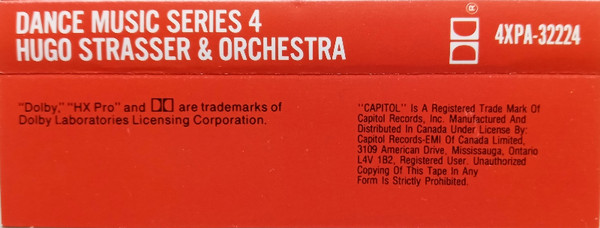 DANCE MUSIC SERIES 4
HUGO STRASSER & ORCHESTRA
4XPA-32224
"Dolby," "HX Pro" and are trademarks of
Dolby Laboratories Licensing Corporation.
"CAPITOL" Is A Registered Trade Mark Of
Capitol Records, Inc. Manufactured And
Distributed In Canada Under License By:
Capitol Records-EMI Of Canada Limited,
3109 American Drive, Mississauga, Ontario
L4V 1B2, Registered User. Unauthorized
Copying Of This Tape In Any
Form Is Strictly Prohibited.